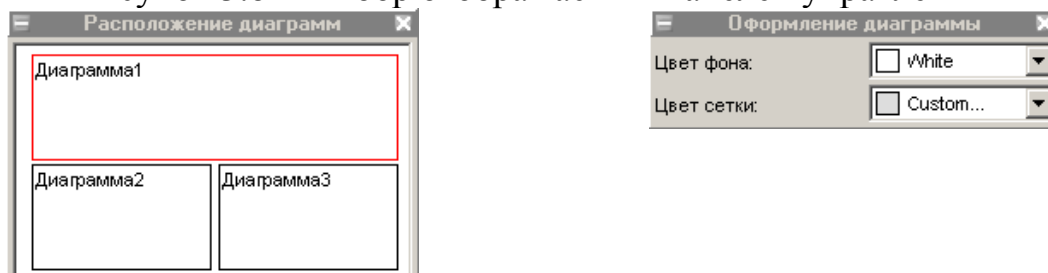 Расположение диаграмм
Диаграмма1
Диаграмма2
Диаграмма3
Оформление диаграммы
Цвет фона:
White
Цвет сетки:
Custom...